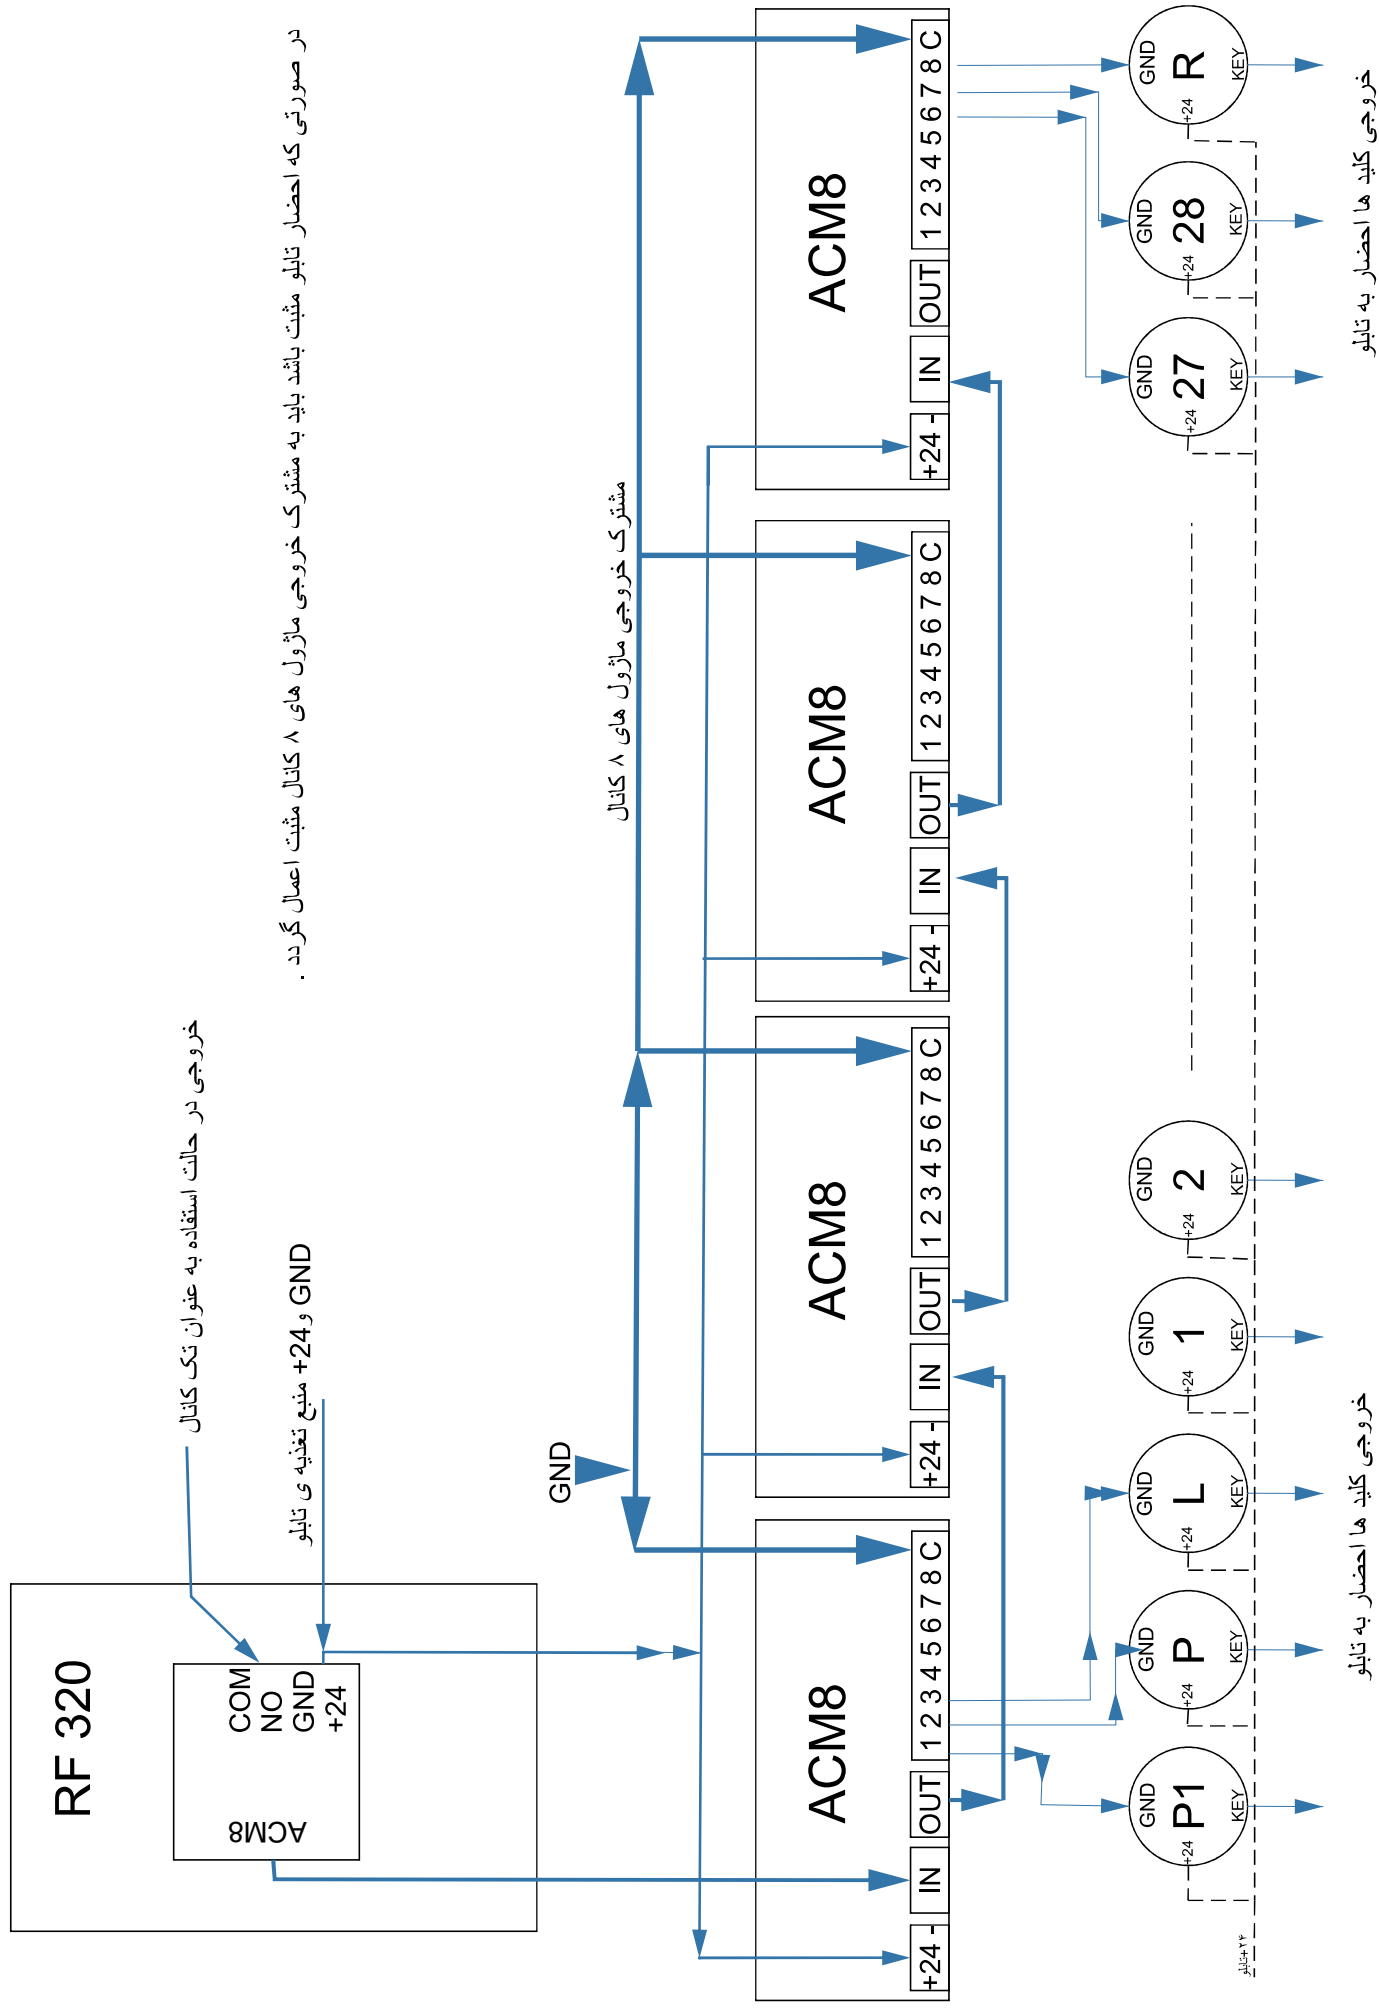 RF 320
ACM8
COM
NO
GND
+24
خروجی در حالت استفاده به عنوان تک کانال
GND و +24 منبع تغذیه ی تابلو
در صورتی که احضار تابلو مثبت باشد باید به مشترک خروجی ماژول های ۸ کانال مثبت اعمال گردد .
GND
مشترک خروجی ماژول های ۸ کانال
ACM8
+24 -
IN
OUT
1 2 3 4 5 6 7 8 C
ACM8
+24 -
IN
OUT
1 2 3 4 5 6 7 8 C
ACM8
+24 -
IN
OUT
1 2 3 4 5 6 7 8 C
ACM8
+24 -
IN
OUT
1 2 3 4 5 6 7 8 C
GND
P1
+24
KEY
GND
P
+24
KEY
GND
L
+24
KEY
GND
1
+24
KEY
GND
2
+24
KEY
GND
27
+24
KEY
GND
28
+24
KEY
GND
R
+24
KEY
+۲۴تابلو
خروجی کلید ها احضار به تابلو
خروجی کلید ها احضار به تابلو